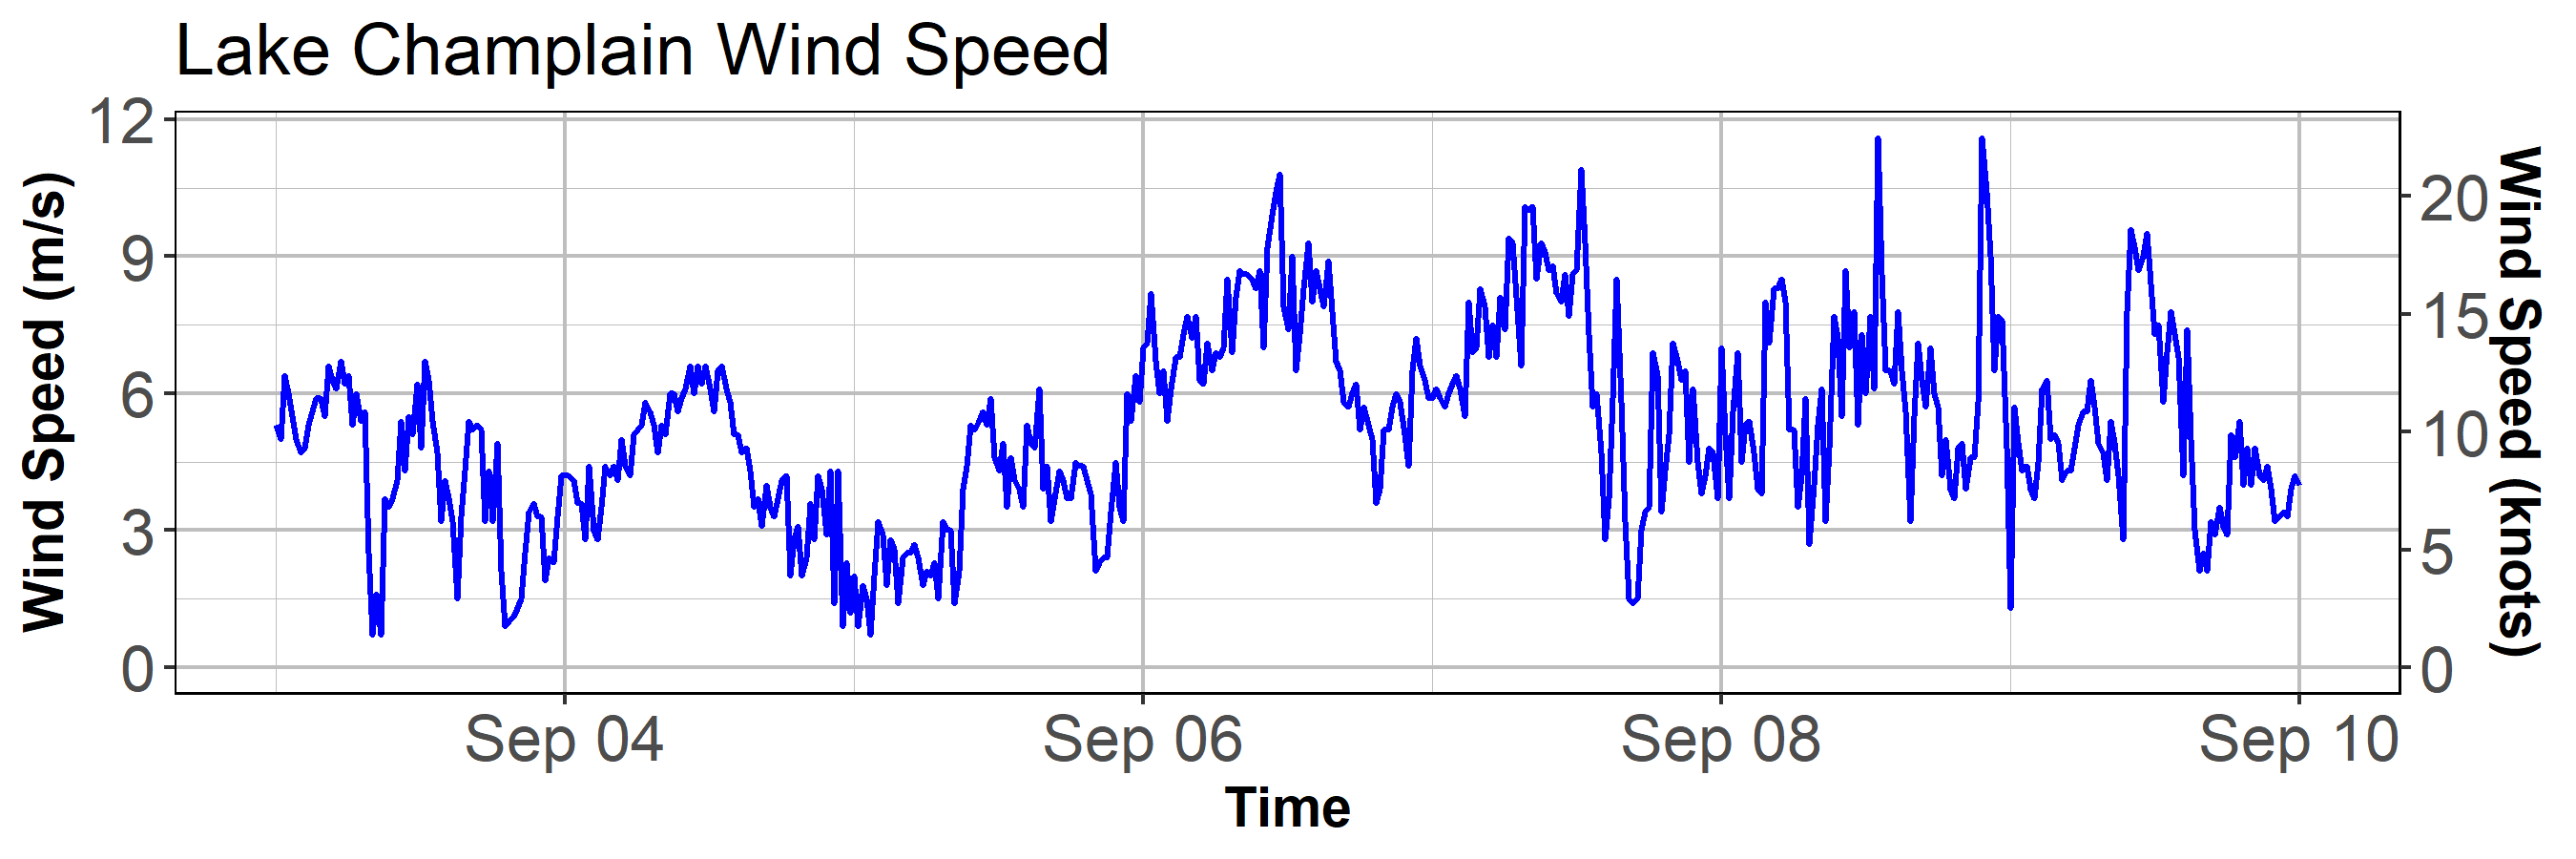 Lake Champlain Wind Speed
Wind Speed (m/s)
12
9
6
3
0
Wind Speed (knots)
20
15
10
5
0
Sep 04
Sep 06
Sep 08
Sep 10
Time